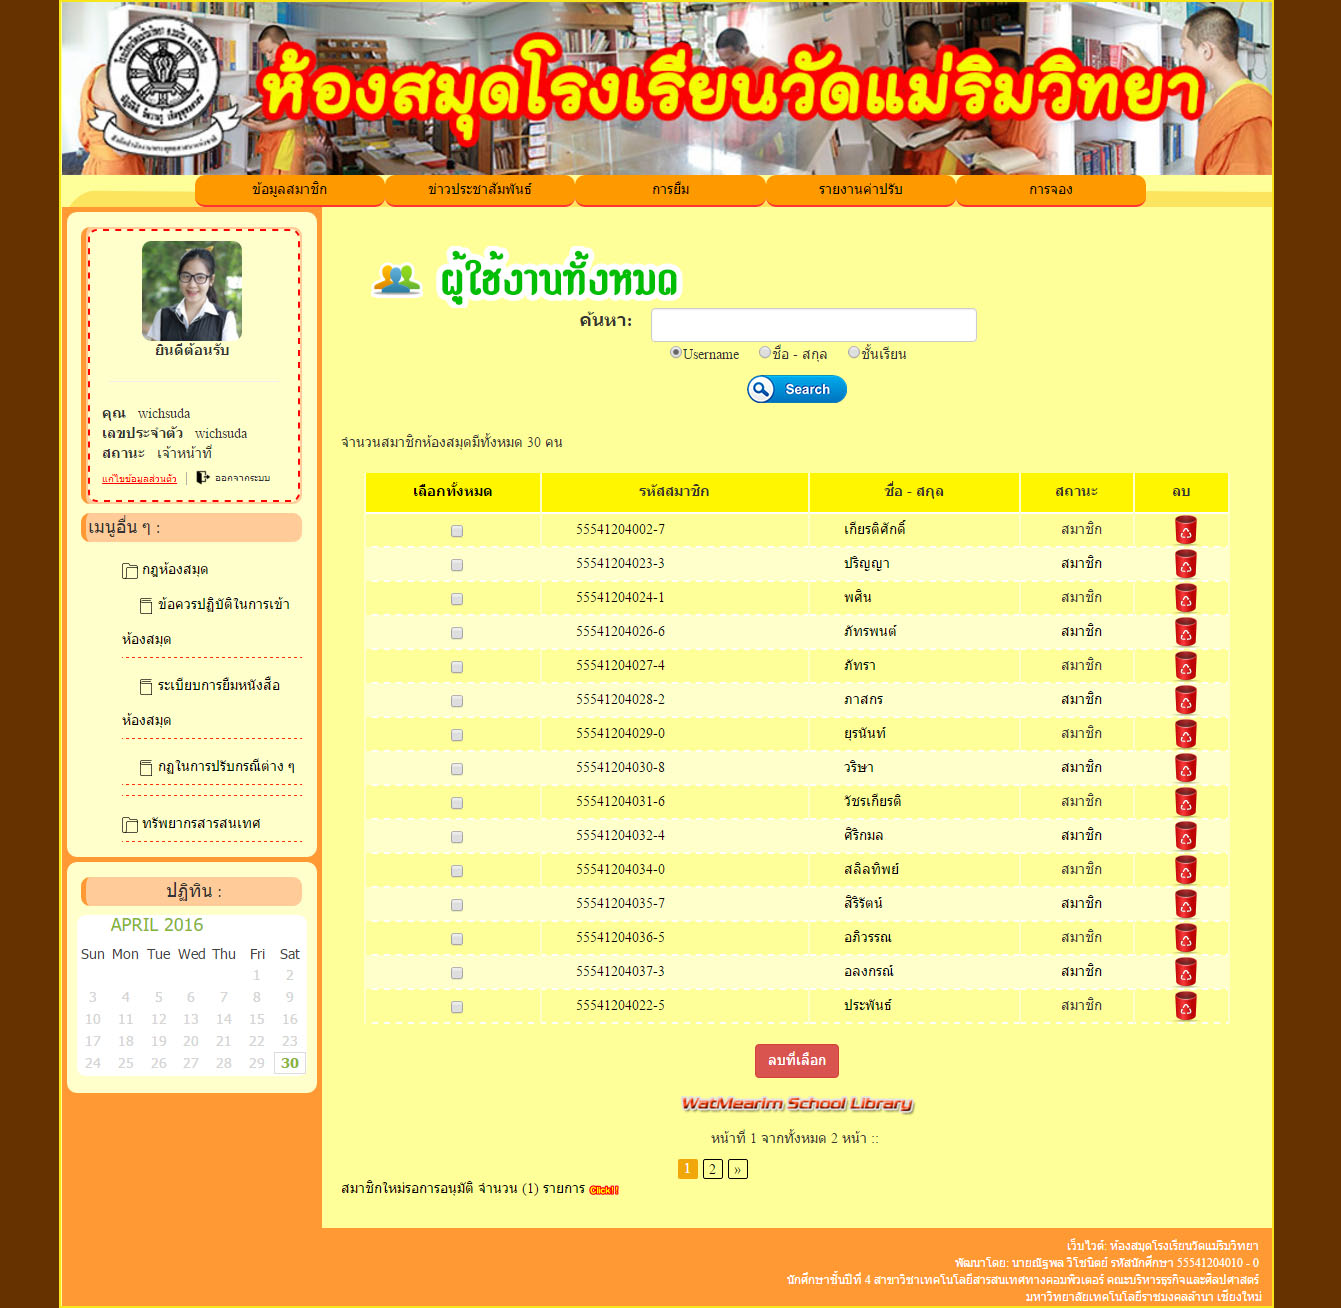 ห้องสมุดโรงเรียนวัดแม่ริมวิทยา
ข้อมูลสมาชิก ข่าวประชาสัมพันธ์ การยืม รายงานค่าปรับ การจอง
ยินดีต้อนรับ
คุณ wichsuda
เลขประจำตัว wichsuda
สถานะ เจ้าหน้าที่
แก้ไขข้อมูลส่วนตัว ออกจากระบบ
เมนูอื่น ๆ :
กฎห้องสมุด
ข้อควรปฏิบัติในการเข้า
ห้องสมุด
ระเบียบการยืมหนังสือ
ห้องสมุด
กฎในการปรับกรณีต่าง ๆ
ทรัพยากรสารสนเทศ
ปฏิทิน :
APRIL 2016
Sun Mon Tue Wed Thu Fri Sat
1 2
3 4 5 6 7 8 9
10 11 12 13 14 15 16
17 18 19 20 21 22 23
24 25 26 27 28 29 30
ผู้ใช้งานทั้งหมด
ค้นหา:
Username ชื่อ - สกุล ชั้นเรียน
Search
จำนวนสมาชิกห้องสมุดมีทั้งหมด 30 คน
เลือกทั้งหมด รหัสสมาชิก ชื่อ - สกุล สถานะ ลบ
55541204002-7 เกียรติศักดิ์ สมาชิก
55541204023-3 ปริญญา สมาชิก
55541204024-1 พศิน สมาชิก
55541204026-6 ภัทรพนต์ สมาชิก
55541204027-4 ภัทรา สมาชิก
55541204028-2 ภาสกร สมาชิก
55541204029-0 ยุรนันท์ สมาชิก
55541204030-8 วริษา สมาชิก
55541204031-6 วัชรเกียรติ สมาชิก
55541204032-4 ศิริกมล สมาชิก
55541204034-0 สลิลทิพย์ สมาชิก
55541204035-7 สิริรัตน์ สมาชิก
55541204036-5 อภิวรรณ สมาชิก
55541204037-3 อลงกรณ์ สมาชิก
55541204022-5 ประพันธ์ สมาชิก
ลบที่เลือก
WatMearim School Library
หน้าที่ 1 จากทั้งหมด 2 หน้า ::
1 2 »
สมาชิกใหม่รอการอนุมัติ จำนวน (1) รายการ Click!!
เว็บไวต์: ห้องสมุดโรงเรียนวัดแม่ริมวิทยา
พัฒนาโดย: นายณัฐพล วิโชนิตย์ รหัสนักศึกษา 55541204010 - 0
นักศึกษาชั้นปีที่ 4 สาขาวิชาเทคโนโลยีสารสนเทศทางคอมพิวเตอร์ คณะบริหารธุรกิจและศิลปศาสตร์
มหาวิทยาลัยเทคโนโลยีราชมงคลล้านา เชียงใหม่